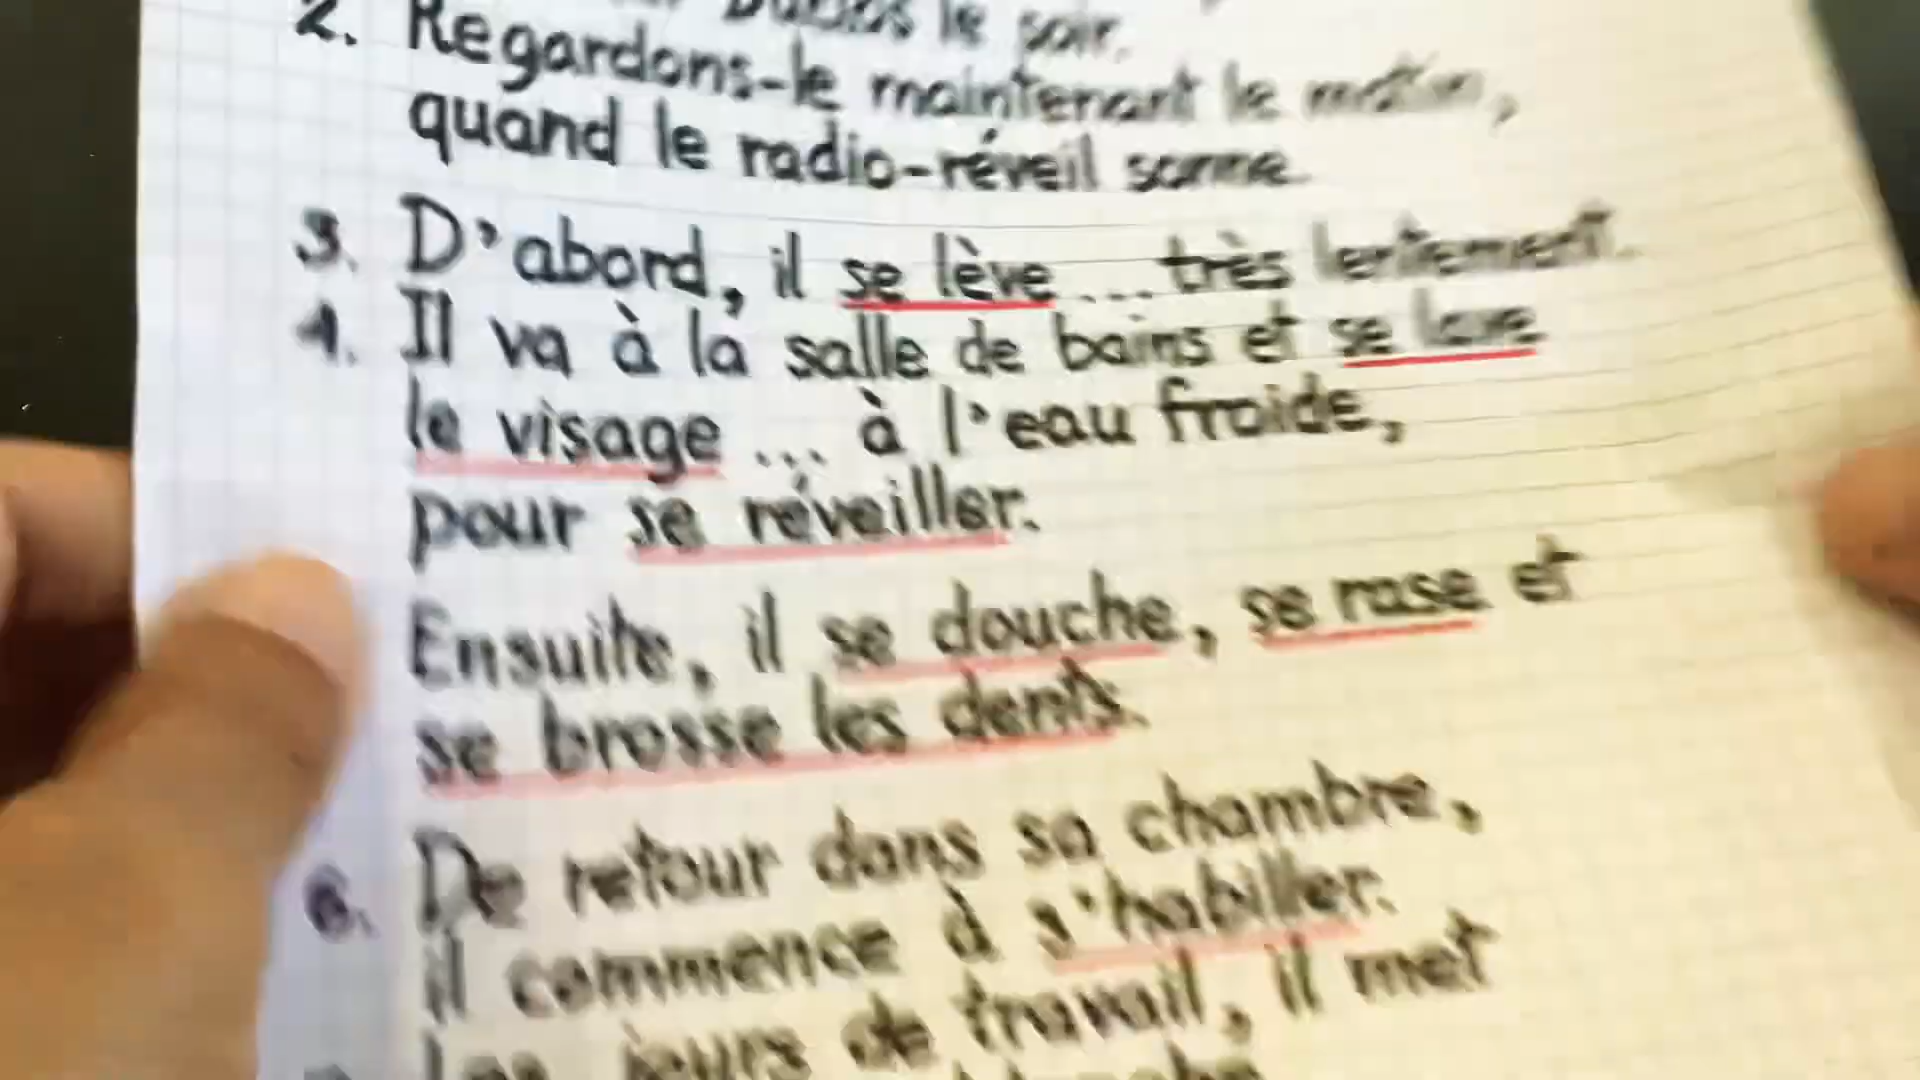 le soir.
2. Regardons-le maintenant le matin,
quand le radio-réveil sonne.
3. D'abord, il se lève ... très lentement.
4. Il va à la salle de bains et se lave
le visage ... à l'eau froide,
pour se réveiller.
Ensuite, il se douche, se rase et
se brosse les dents.
6. De retour dans sa chambre,
il commence à s'habiller.
Les jours de travail, il met